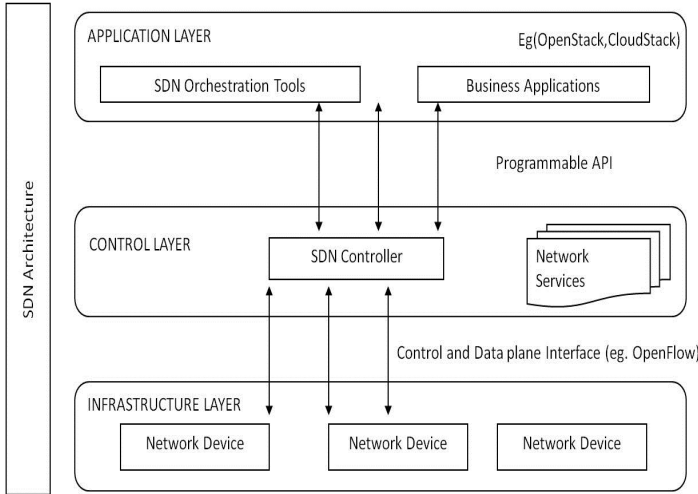 SDN Architecture
APPLICATION LAYER
Eg(OpenStack,CloudStack)
SDN Orchestration Tools
Business Applications
Programmable API
CONTROL LAYER
SDN Controller
Network
Services
Control and Data plane Interface (eg. OpenFlow)
INFRASTRUCTURE LAYER
Network Device
Network Device
Network Device